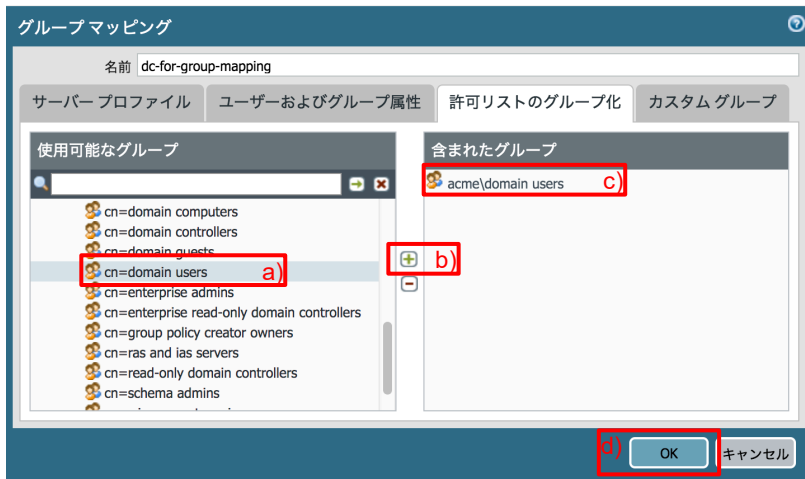 グループ マッピング
名前 dc-for-group-mapping
サーバー プロファイル ユーザーおよびグループ属性 許可リストのグループ化 カスタム グループ
使用可能なグループ
cn=domain computers
cn=domain controllers
cn=domain guests
cn=domain users a)
cn=enterprise admins
cn=enterprise read-only domain controllers
cn=group policy creator owners
cn=ras and ias servers
cn=read-only domain controllers
cn=schema admins
b)
含まれたグループ
acme\domain users c)
d) OK キャンセル